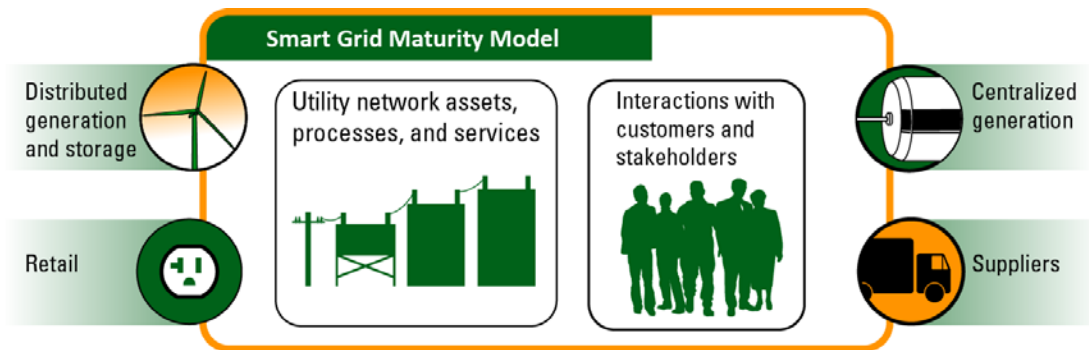 Smart Grid Maturity Model
Distributed
generation
and storage
Retail
Utility network assets,
processes, and services
Interactions with
customers and
stakeholders
Centralized
generation
Suppliers